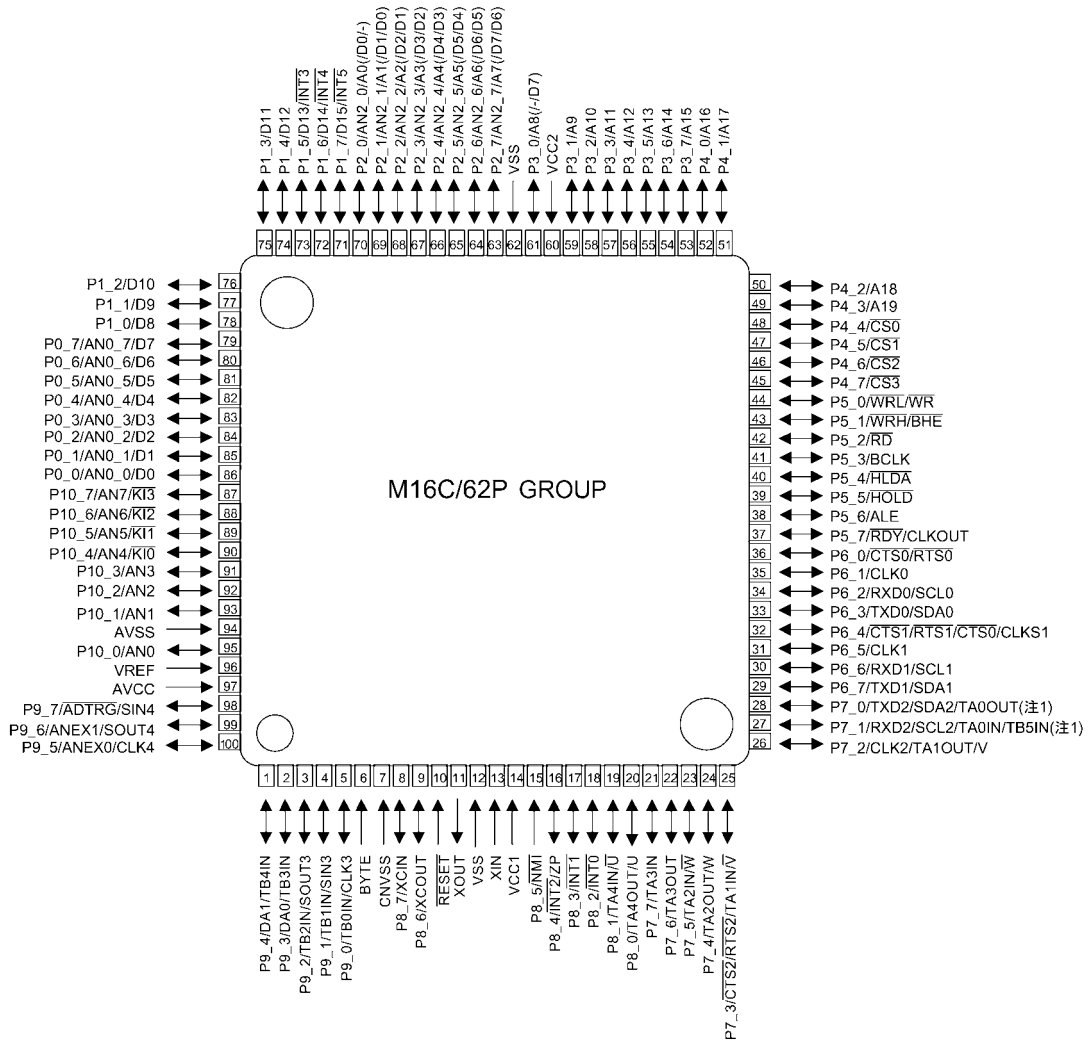 P1_3/D11
P1_4/D12
P1_5/D13/INT3
P1_6/D14/INT4
P1_7/D15/INT5
P2_0/AN2_0/A0(/D0/-)
P2_1/AN2_1/A1(/D1/D0)
P2_2/AN2_2/A2(/D2/D1)
P2_3/AN2_3/A3(/D3/D2)
P2_4/AN2_4/A4(/D4/D3)
P2_5/AN2_5/A5(/D5/D4)
P2_6/AN2_6/A6(/D6/D5)
P2_7/AN2_7/A7(/D7/D6)
VSS
P3_0/A8(/-/D7)
VCC2
P3_1/A9
P3_2/A10
P3_3/A11
P3_4/A12
P3_5/A13
P3_6/A14
P3_7/A15
P4_0/A16
P4_1/A17
75 74 73 72 71 70 69 68 67 66 65 64 63 62 61 60 59 58 57 56 55 54 53 52 51
P1_2/D10 76
P1_1/D9 77
P1_0/D8 78
P0_7/AN0_7/D7 79
P0_6/AN0_6/D6 80
P0_5/AN0_5/D5 81
P0_4/AN0_4/D4 82
P0_3/AN0_3/D3 83
P0_2/AN0_2/D2 84
P0_1/AN0_1/D1 85
P0_0/AN0_0/D0 86
P10_7/AN7/KI3 87
P10_6/AN6/KI2 88
P10_5/AN5/KI1 89
P10_4/AN4/KI0 90
P10_3/AN3 91
P10_2/AN2 92
P10_1/AN1 93
AVSS 94
P10_0/AN0 95
VREF 96
AVCC 97
P9_7/ADTRG/SIN4 98
P9_6/ANEX1/SOUT4 99
P9_5/ANEX0/CLK4 100
M16C/62P GROUP
50 P4_2/A18
49 P4_3/A19
48 P4_4/CS0
47 P4_5/CS1
46 P4_6/CS2
45 P4_7/CS3
44 P5_0/WRL/WR
43 P5_1/WRH/BHE
42 P5_2/RD
41 P5_3/BCLK
40 P5_4/HLDA
39 P5_5/HOLD
38 P5_6/ALE
37 P5_7/RDY/CLKOUT
36 P6_0/CTS0/RTS0
35 P6_1/CLK0
34 P6_2/RXD0/SCL0
33 P6_3/TXD0/SDA0
32 P6_4/CTS1/RTS1/CTS0/CLKS1
31 P6_5/CLK1
30 P6_6/RXD1/SCL1
29 P6_7/TXD1/SDA1
28 P7_0/TXD2/SDA2/TA0OUT(注1)
27 P7_1/RXD2/SCL2/TA0IN/TB5IN(注1)
26 P7_2/CLK2/TA1OUT/V
1 2 3 4 5 6 7 8 9 10 11 12 13 14 15 16 17 18 19 20 21 22 23 24 25
P9_4/DA1/TB4IN
P9_3/DA0/TB3IN
P9_2/TB2IN/SOUT3
P9_1/TB1IN/SIN3
P9_0/TB0IN/CLK3
BYTE
CNVSS
P8_7/XCIN
P8_6/XCOUT
RESET
XOUT
VSS
XIN
VCC1
P8_5/NMI
P8_4/INT2/ZP
P8_3/INT1
P8_2/INT0
P8_1/TA4IN/U
P8_0/TA4OUT/U
P7_7/TA3IN
P7_6/TA3OUT
P7_5/TA2IN/W
P7_4/TA2OUT/W
P7_3/CTS2/RTS2/TA1IN/V